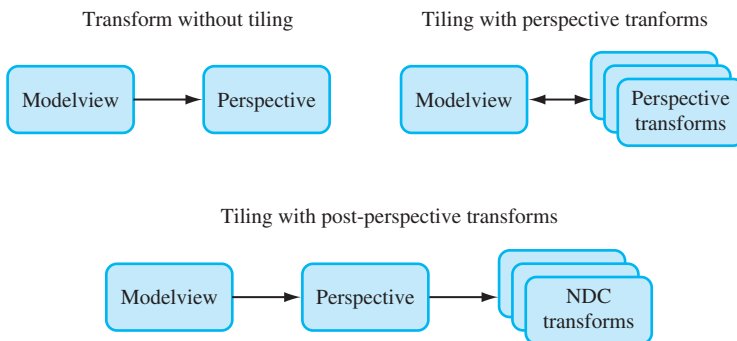 Transform without tiling
Tiling with perspective tranforms
Modelview
Perspective
Modelview
Perspective
transforms
Tiling with post-perspective transforms
Modelview
Perspective
NDC
transforms